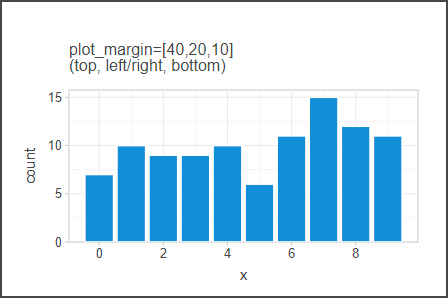 plot_margin=[40,20,10]
(top, left/right, bottom)
15
10
5
0
count
0 2 4 6 8
x